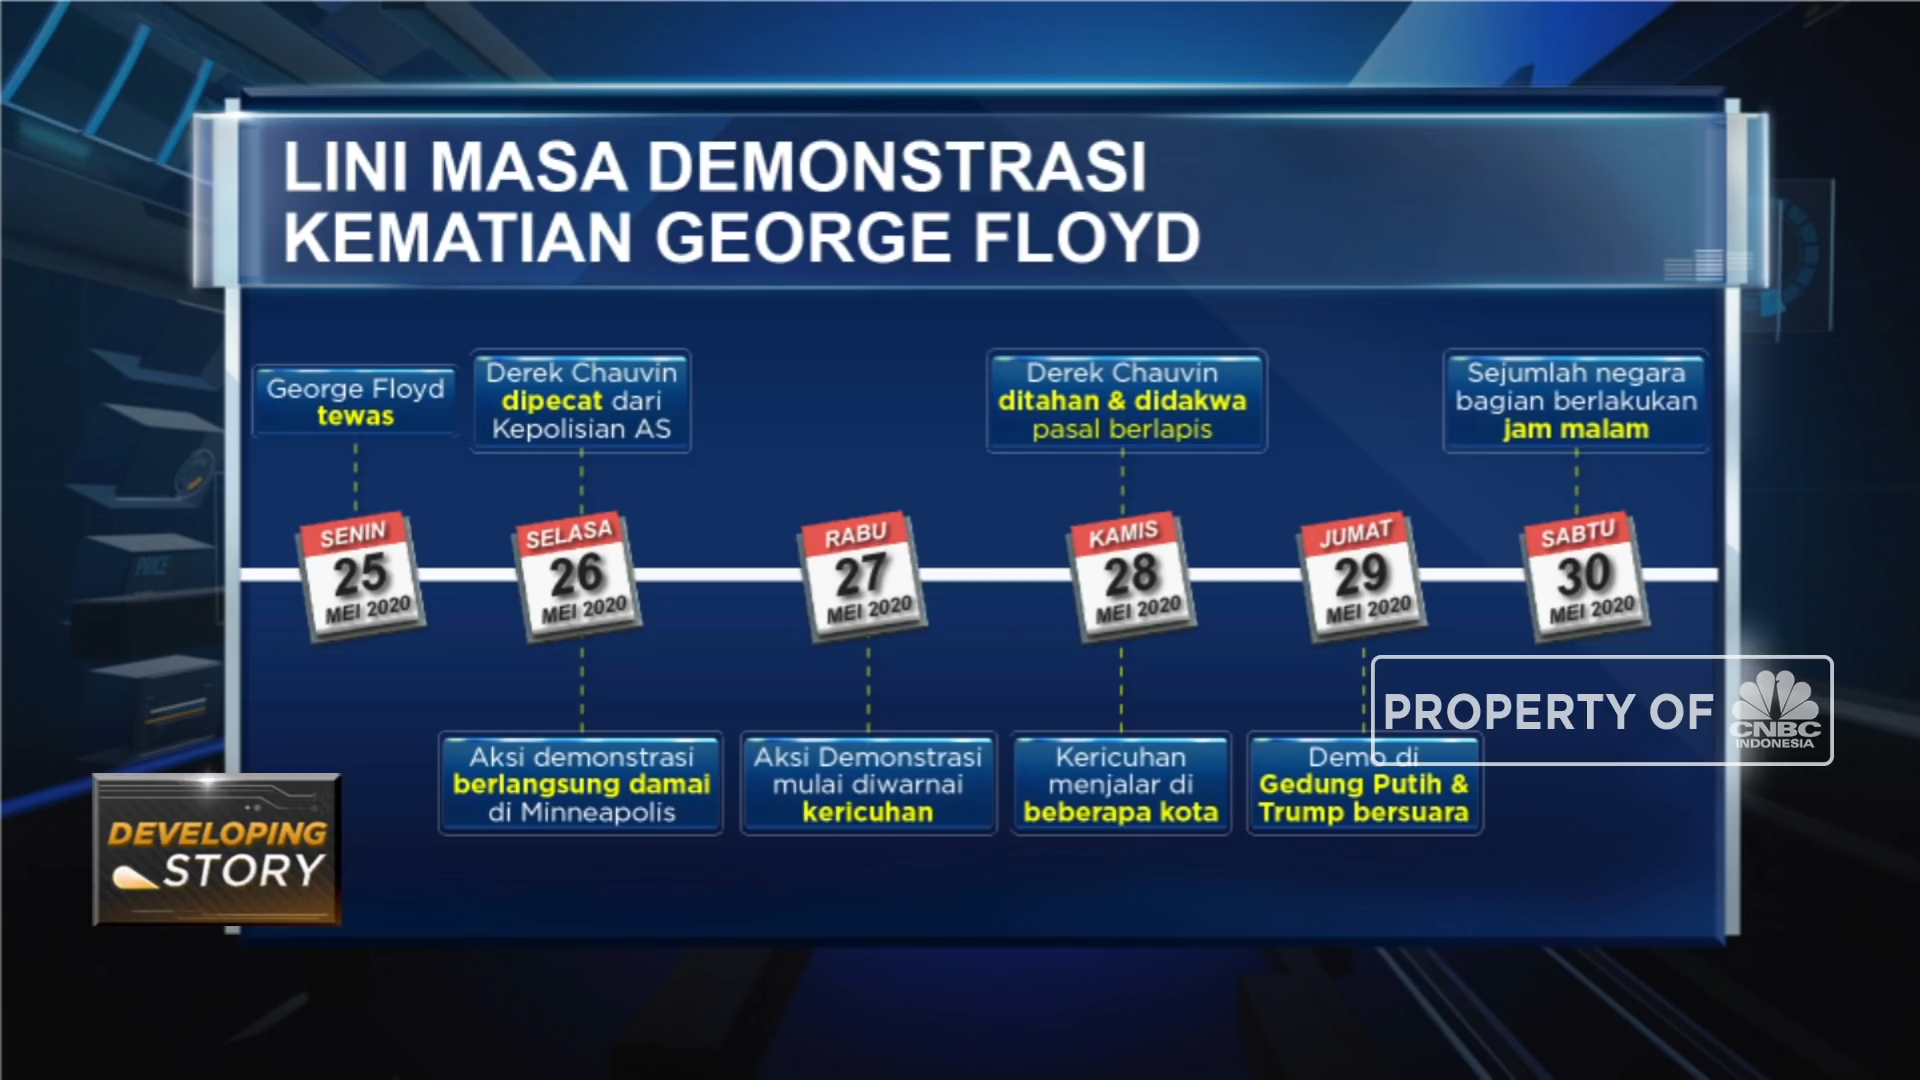 LINI MASA DEMONSTRASI
KEMATIAN GEORGE FLOYD
George Floyd
tewas
Derek Chauvin
dipecat dari
Kepolisian AS
Derek Chauvin
ditahan & didakwa
pasal berlapis
Sejumlah negara
bagian berlakukan
jam malam
SENIN
25
MEI 2020
SELASA
26
MEI 2020
RABU
27
MEI 2020
KAMIS
28
MEI 2020
JUMAT
29
MEI 2020
SABTU
30
MEI 2020
Aksi demonstrasi
berlangsung damai
di Minneapolis
Aksi Demonstrasi
mulai diwarnai
kericuhan
Kericuhan
menjalar di
beberapa kota
Demo di
Gedung Putih &
Trump bersuara
PROPERTY OF
CNBC
INDONESIA
DEVELOPING
STORY
PRICE